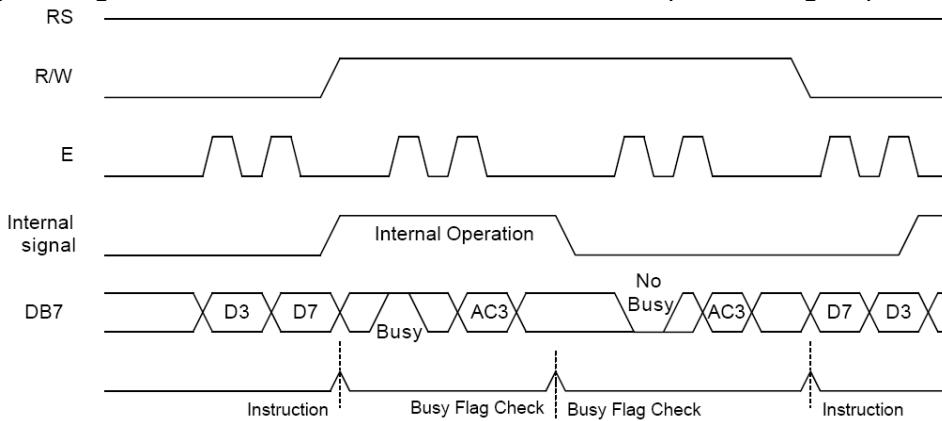 RS
R/W
E
Internal
signal
Internal Operation
DB7
D3
D7
Busy
AC3
No
Busy
AC3
D7
D3
Instruction
Busy Flag Check
Busy Flag Check
Instruction